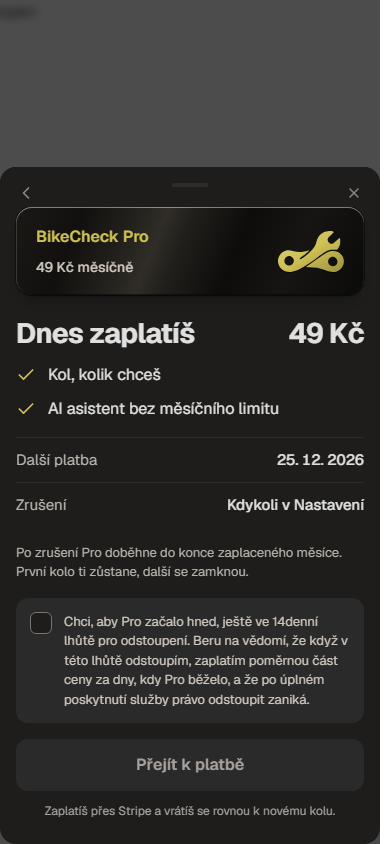 BikeCheck Pro
49 Kč měsíčně
Dnes zaplatíš 49 Kč
Kol, kolik chceš
AI asistent bez měsíčního limitu
Další platba 25. 12. 2026
Zrušení Kdykoli v Nastavení
Po zrušení Pro doběhne do konce zaplaceného měsíce.
První kolo ti zůstane, další se zamknou.
Chci, aby Pro začalo hned, ještě ve 14denní
lhůtě pro odstoupení. Beru na vědomí, že když v
této lhůtě odstoupím, zaplatím poměrnou část
ceny za dny, kdy Pro běželo, a že po úplném
poskytnutí služby právo odstoupit zaniká.
Přejít k platbě
Zaplatíš přes Stripe a vrátíš se rovnou k novému kolu.